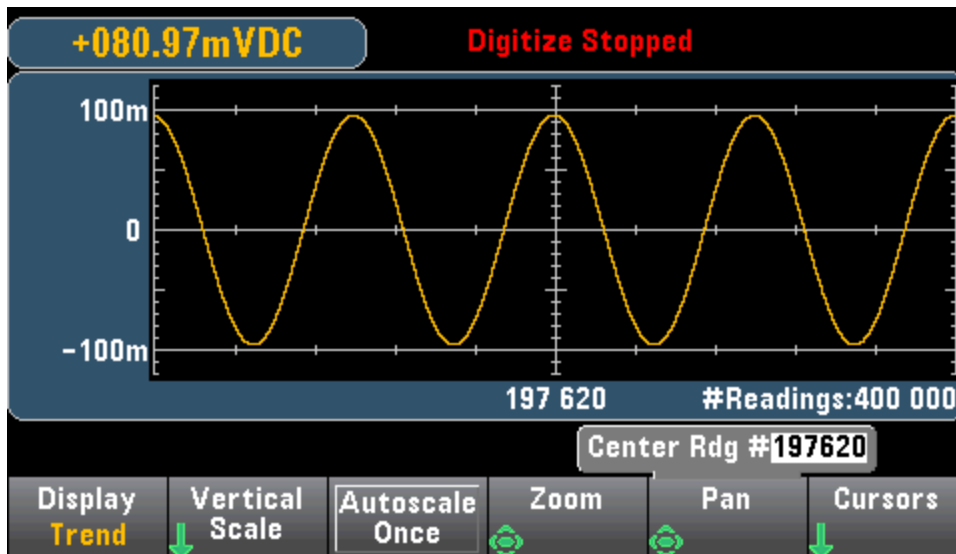 +080.97mVDC
Digitize Stopped
100m
0
-100m
197 620
#Readings:400 000
Center Rdg #197620
Display
Trend
Vertical
Scale
Autoscale
Once
Zoom
Pan
Cursors